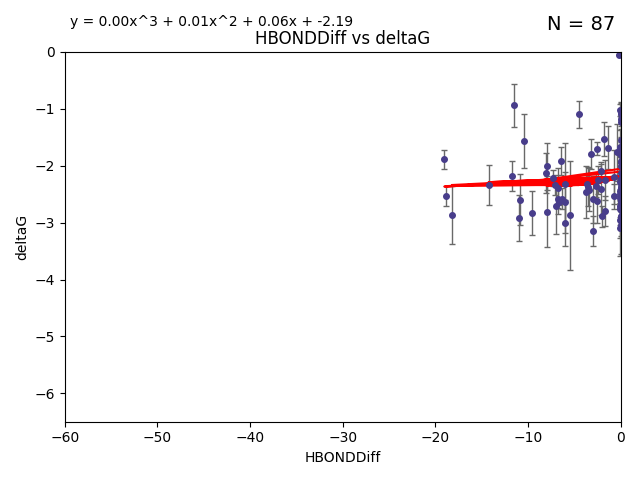 y = 0.00x^3 + 0.01x^2 + 0.06x + -2.19
N = 87
HBONDDiff vs deltaG
0
−1
−2
−3
−4
−5
−6
deltaG
−60 −50 −40 −30 −20 −10 0
HBONDDiff